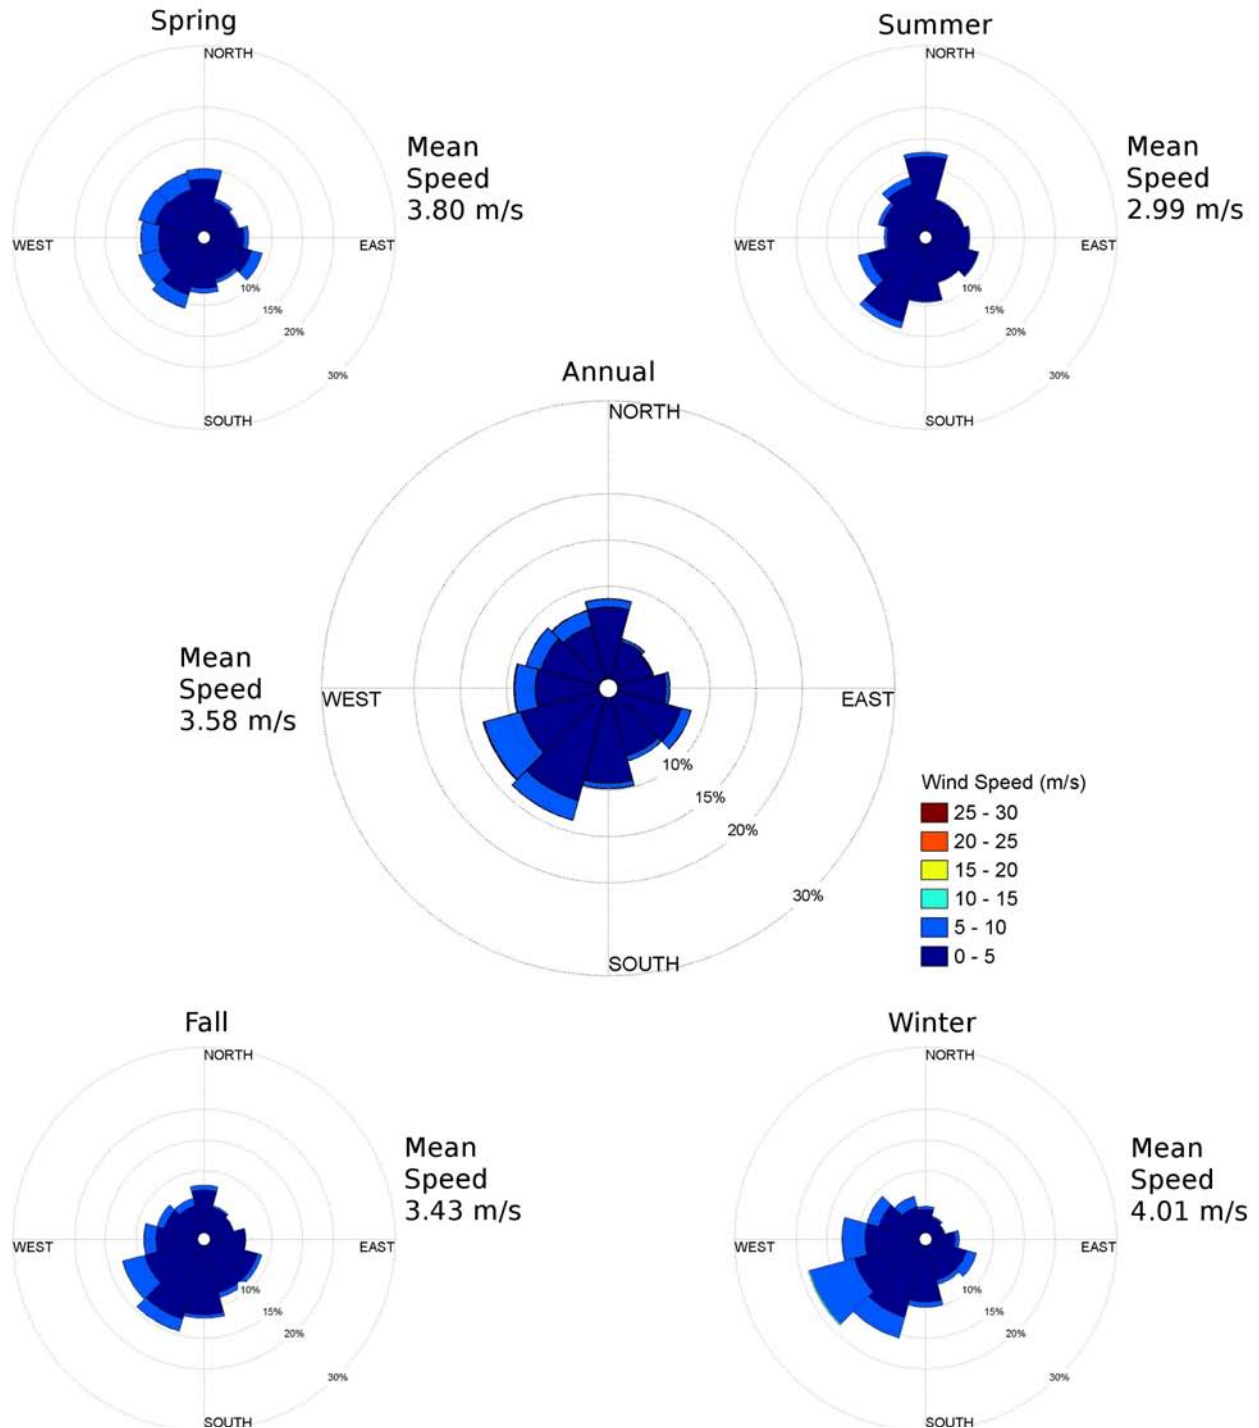 Spring
NORTH
Mean
Speed
3.80 m/s
WEST
EAST
10%
15%
20%
30%
SOUTH
Summer
NORTH
Mean
Speed
2.99 m/s
WEST
EAST
10%
15%
20%
30%
SOUTH
Annual
NORTH
Mean
Speed
3.58 m/s
WEST
EAST
10%
15%
20%
30%
SOUTH
Wind Speed (m/s)
25 - 30
20 - 25
15 - 20
10 - 15
5 - 10
0 - 5
Fall
NORTH
Mean
Speed
3.43 m/s
WEST
EAST
10%
15%
20%
30%
SOUTH
Winter
NORTH
Mean
Speed
4.01 m/s
WEST
EAST
10%
15%
20%
30%
SOUTH